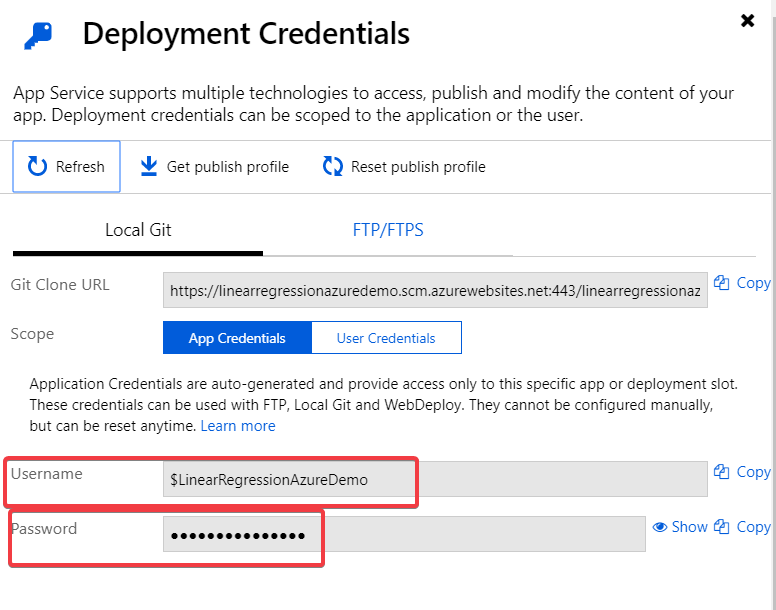 Deployment Credentials
App Service supports multiple technologies to access, publish and modify the content of your
app. Deployment credentials can be scoped to the application or the user.
Refresh Get publish profile Reset publish profile
Local Git FTP/FTPS
Git Clone URL https://linearregressionazuredemo.scm.azurewebsites.net:443/linearregressionaz Copy
Scope App Credentials User Credentials
Application Credentials are auto-generated and provide access only to this specific app or deployment slot.
These credentials can be used with FTP, Local Git and WebDeploy. They cannot be configured manually,
but can be reset anytime. Learn more
Username $LinearRegressionAzureDemo Copy
Password ●●●●●●●●●●●●●●● Show Copy